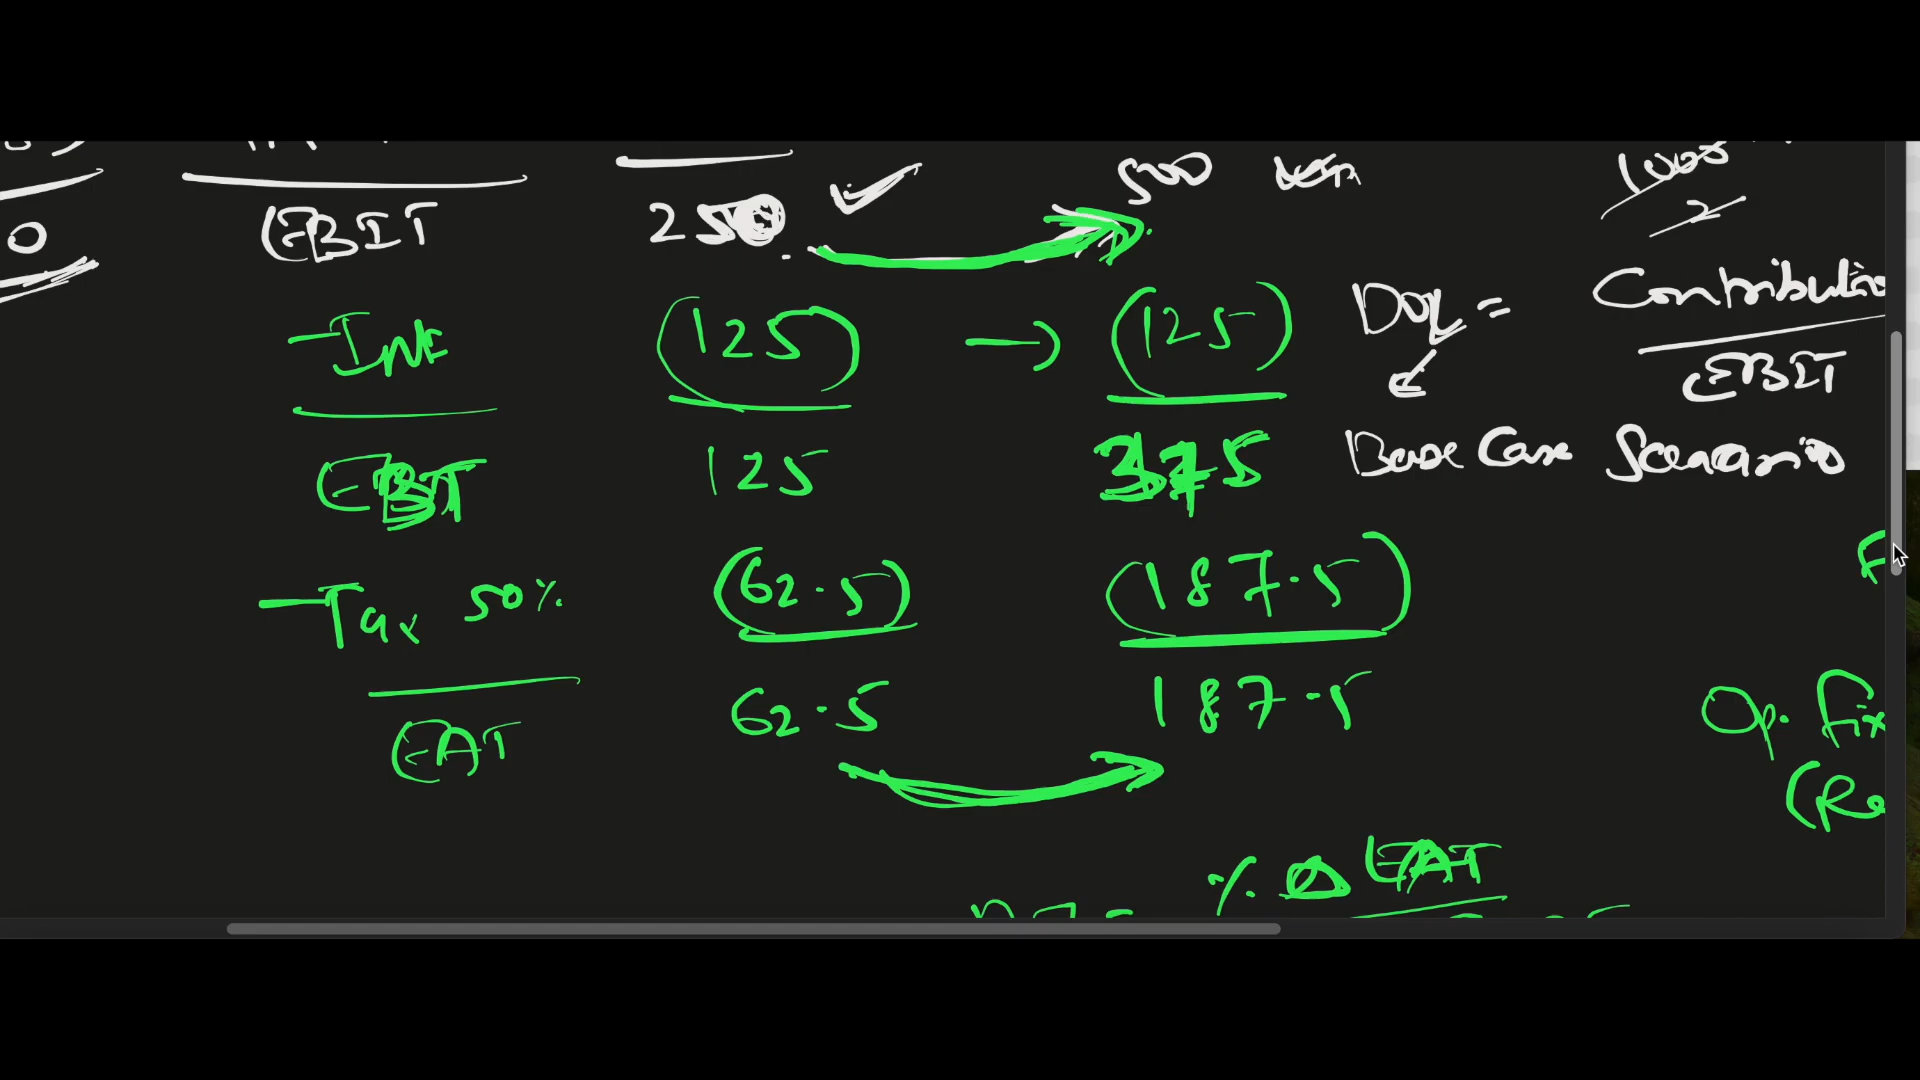 500
EBIT 250
- Int (125) → (125)
DOL = Contribution
EBIT
EBT 125 375
Base Case Scenario
- Tax 50% (62.5) (187.5)
62.5 187.5
EAT
Op. Fix
(Re
% Δ EAT